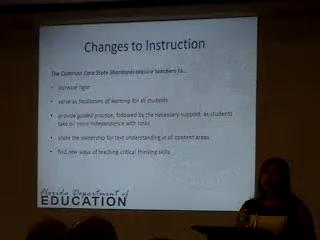 Changes to Instruction
The Common Core State Standards require teachers to...
• increase rigor
• serve as facilitators of learning for all students
• provide guided practice, followed by the necessary support, as students
take on more independence with tasks
• share the ownership for text understanding in all content areas
• find new ways of teaching critical thinking skills
Florida Department of
EDUCATION